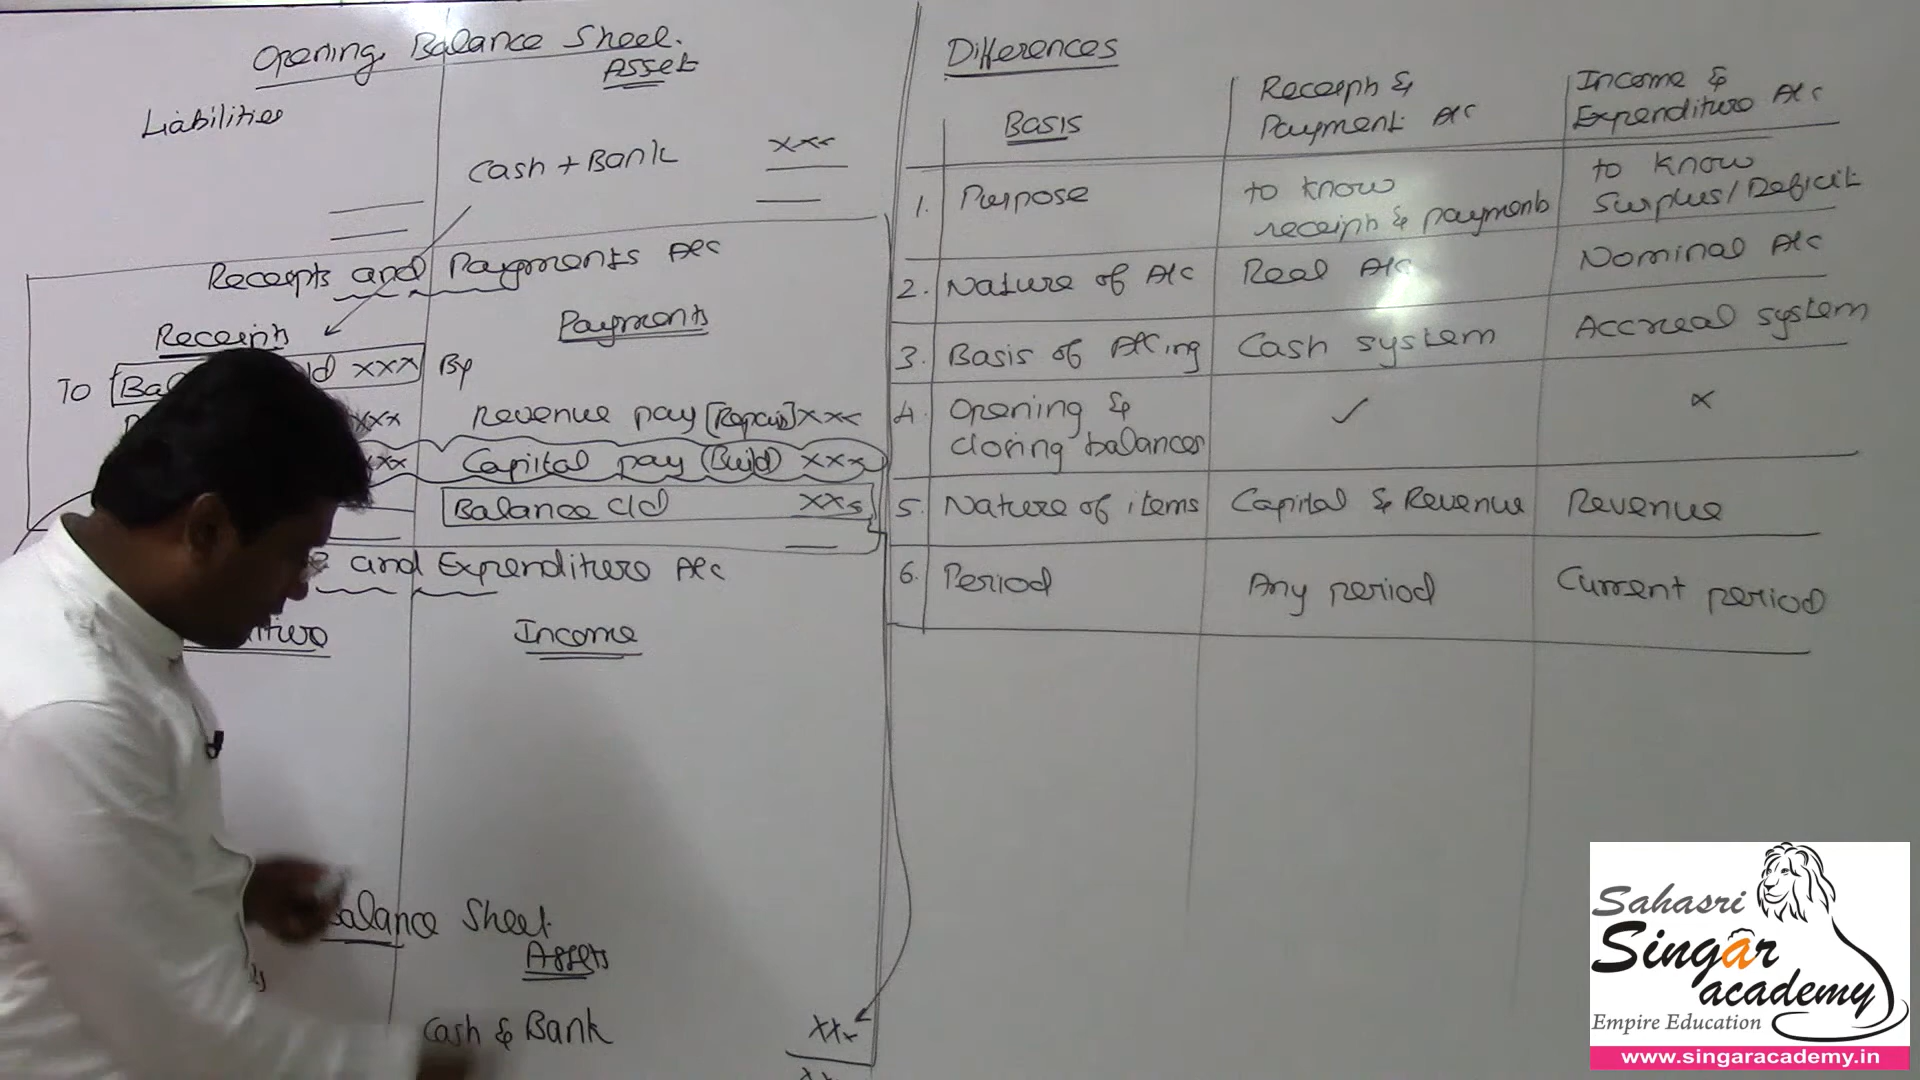 Opening Balance Sheet.
Liabilities
Asset
Cash + Bank xxx
Receipts and Payments A/c
Receipts
Payments
To xxx By
xxx Revenue pay [Repair] xxx
xx Capital pay (Build) xxx
Balance c/d xxx
and Expenditure A/c
Income
Balance Sheet.
Assets
Cash & Bank xxx
Differences
Basis
Receipts &
Payment A/c
Income &
Expenditure A/c
1. Purpose
to know
receipts & payments
to know
Surplus/Deficit
2. Nature of A/c Real A/c Nominal A/c
3. Basis of A/cing Cash system Accrual system
4. Opening &
closing balances
✓ x
5. Nature of items Capital & Revenue Revenue
6. Period Any period Current period
Sahasri
Singar
academy
Empire Education
www.singaracademy.in